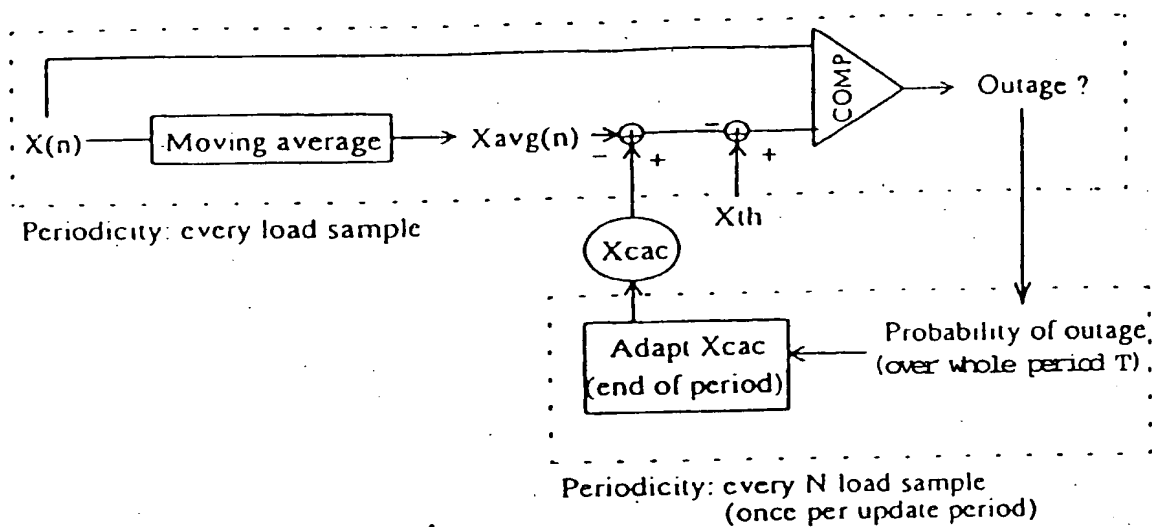 COMP
Outage ?
X(n)
Moving average
Xavg(n)
+
-
+
-
+
Xth
Periodicity: every load sample
Xcac
Adapt Xcac
(end of period)
Probability of outage
(over whole period T)
Periodicity: every N load sample
(once per update period)